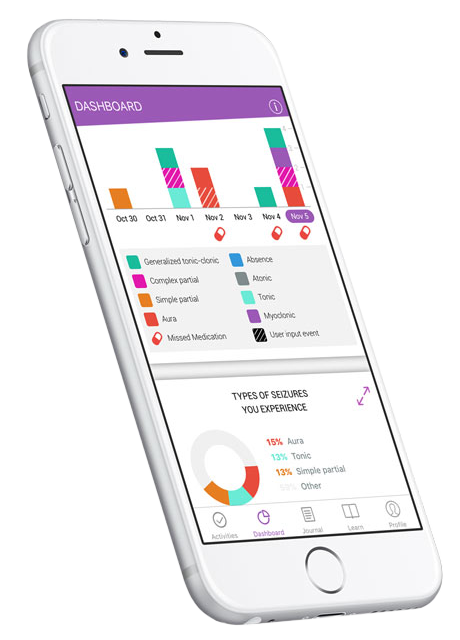 DASHBOARD
4
Oct 30 Oct 31 Nov 1 Nov 2 Nov 3 Nov 4 Nov 5
Generalized tonic-clonic Absence
Complex partial Atonic
Simple partial Tonic
Aura Myoclonic
Missed Medication User input event
TYPES OF SEIZURES
YOU EXPERIENCE
15% Aura
13% Tonic
13% Simple partial
Other
Activities Dashboard Journal Learn Profile